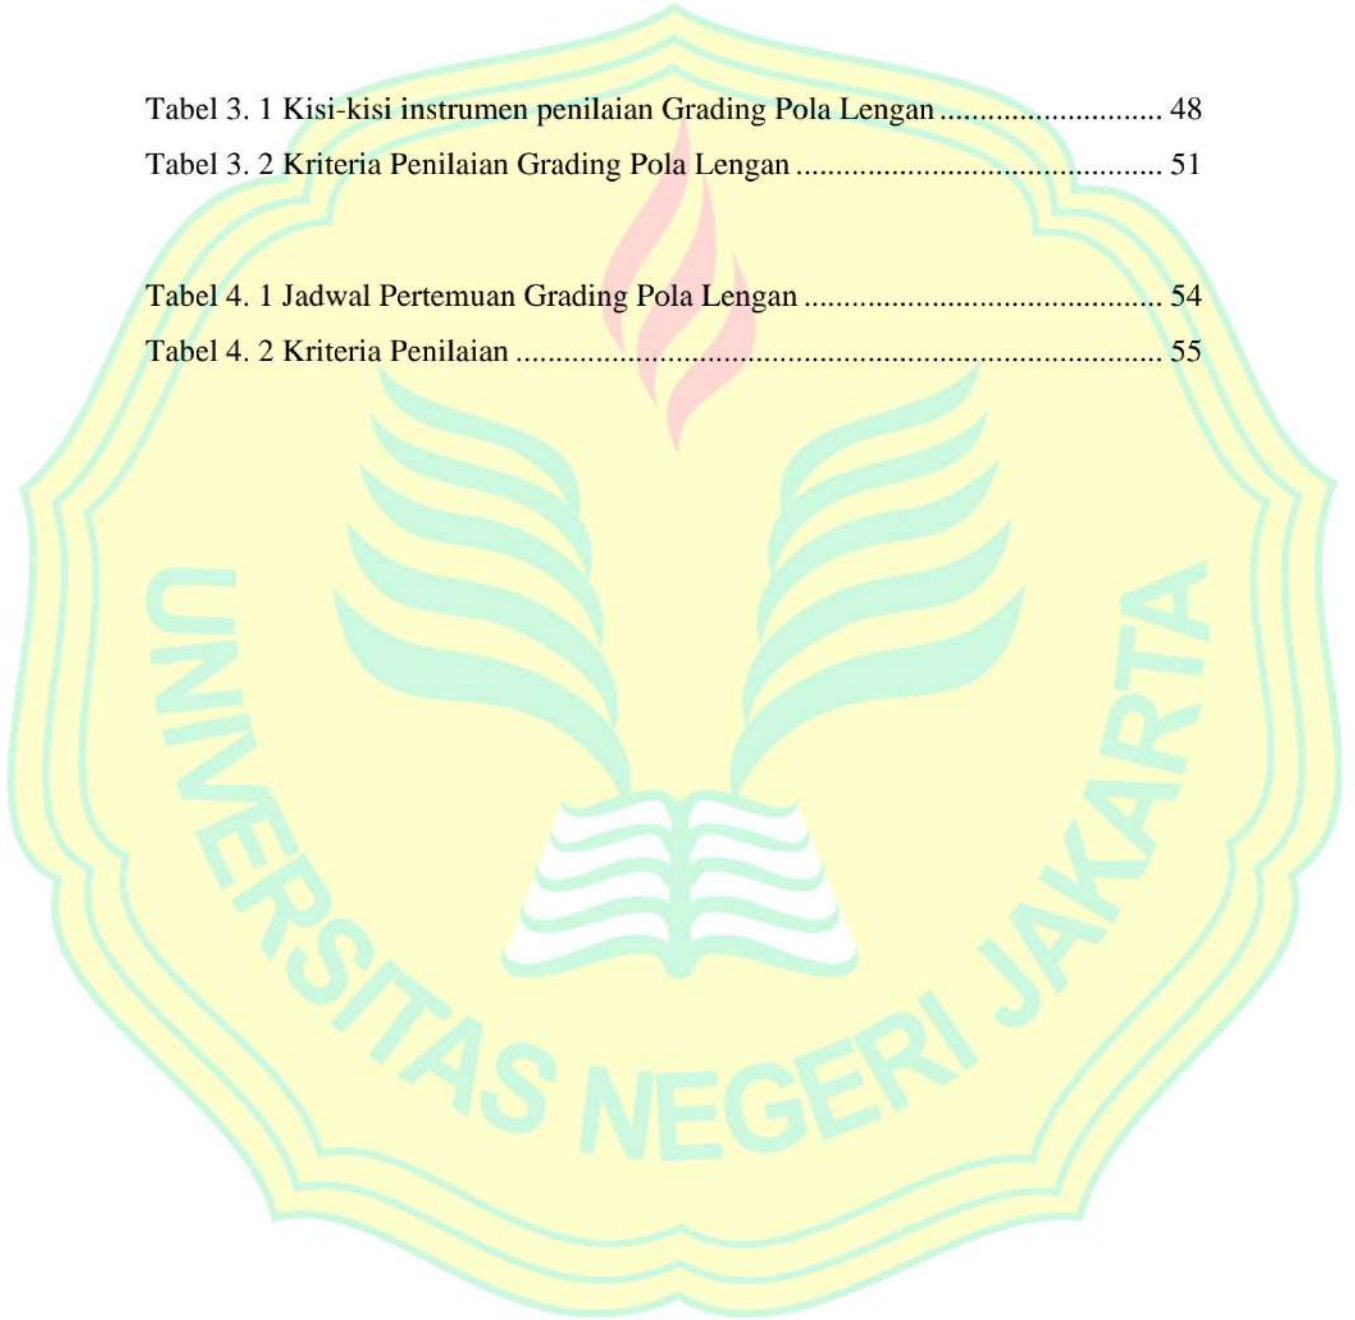 Tabel 3. 1 Kisi-kisi instrumen penilaian Grading Pola Lengan ............................ 48
Tabel 3. 2 Kriteria Penilaian Grading Pola Lengan .............................................. 51
Tabel 4. 1 Jadwal Pertemuan Grading Pola Lengan ............................................. 54
Tabel 4. 2 Kriteria Penilaian ................................................................................. 55
UNIVERSITAS NEGERI JAKARTA